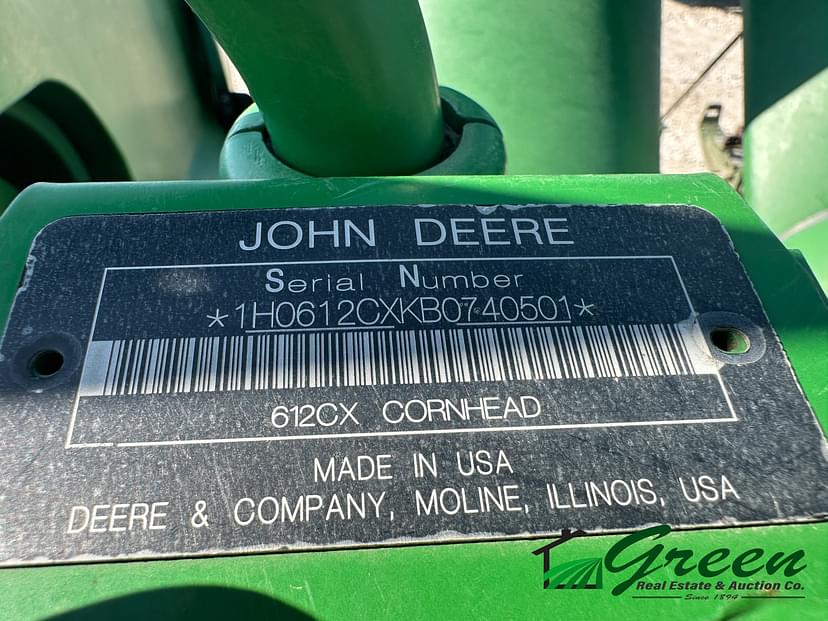 JOHN DEERE
Serial Number
*1H0612CXKB0740501*
612CX CORNHEAD
MADE IN USA
DEERE & COMPANY, MOLINE, ILLINOIS, USA
Green
Real Estate & Auction Co.
Since 1894